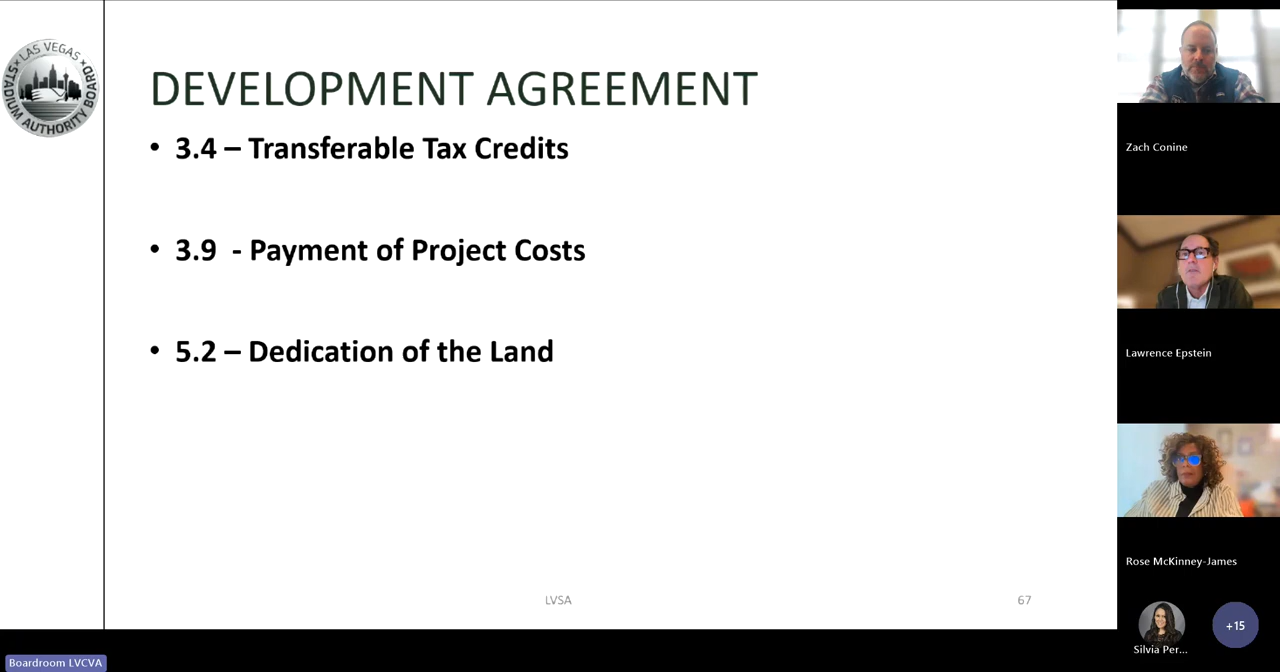 LAS VEGAS
STADIUM AUTHORITY BOARD
DEVELOPMENT AGREEMENT
• 3.4 – Transferable Tax Credits
• 3.9 - Payment of Project Costs
• 5.2 – Dedication of the Land
LVSA
67
Zach Conine
Lawrence Epstein
Rose McKinney-James
Silvia Per...
+15
Boardroom LVCVA